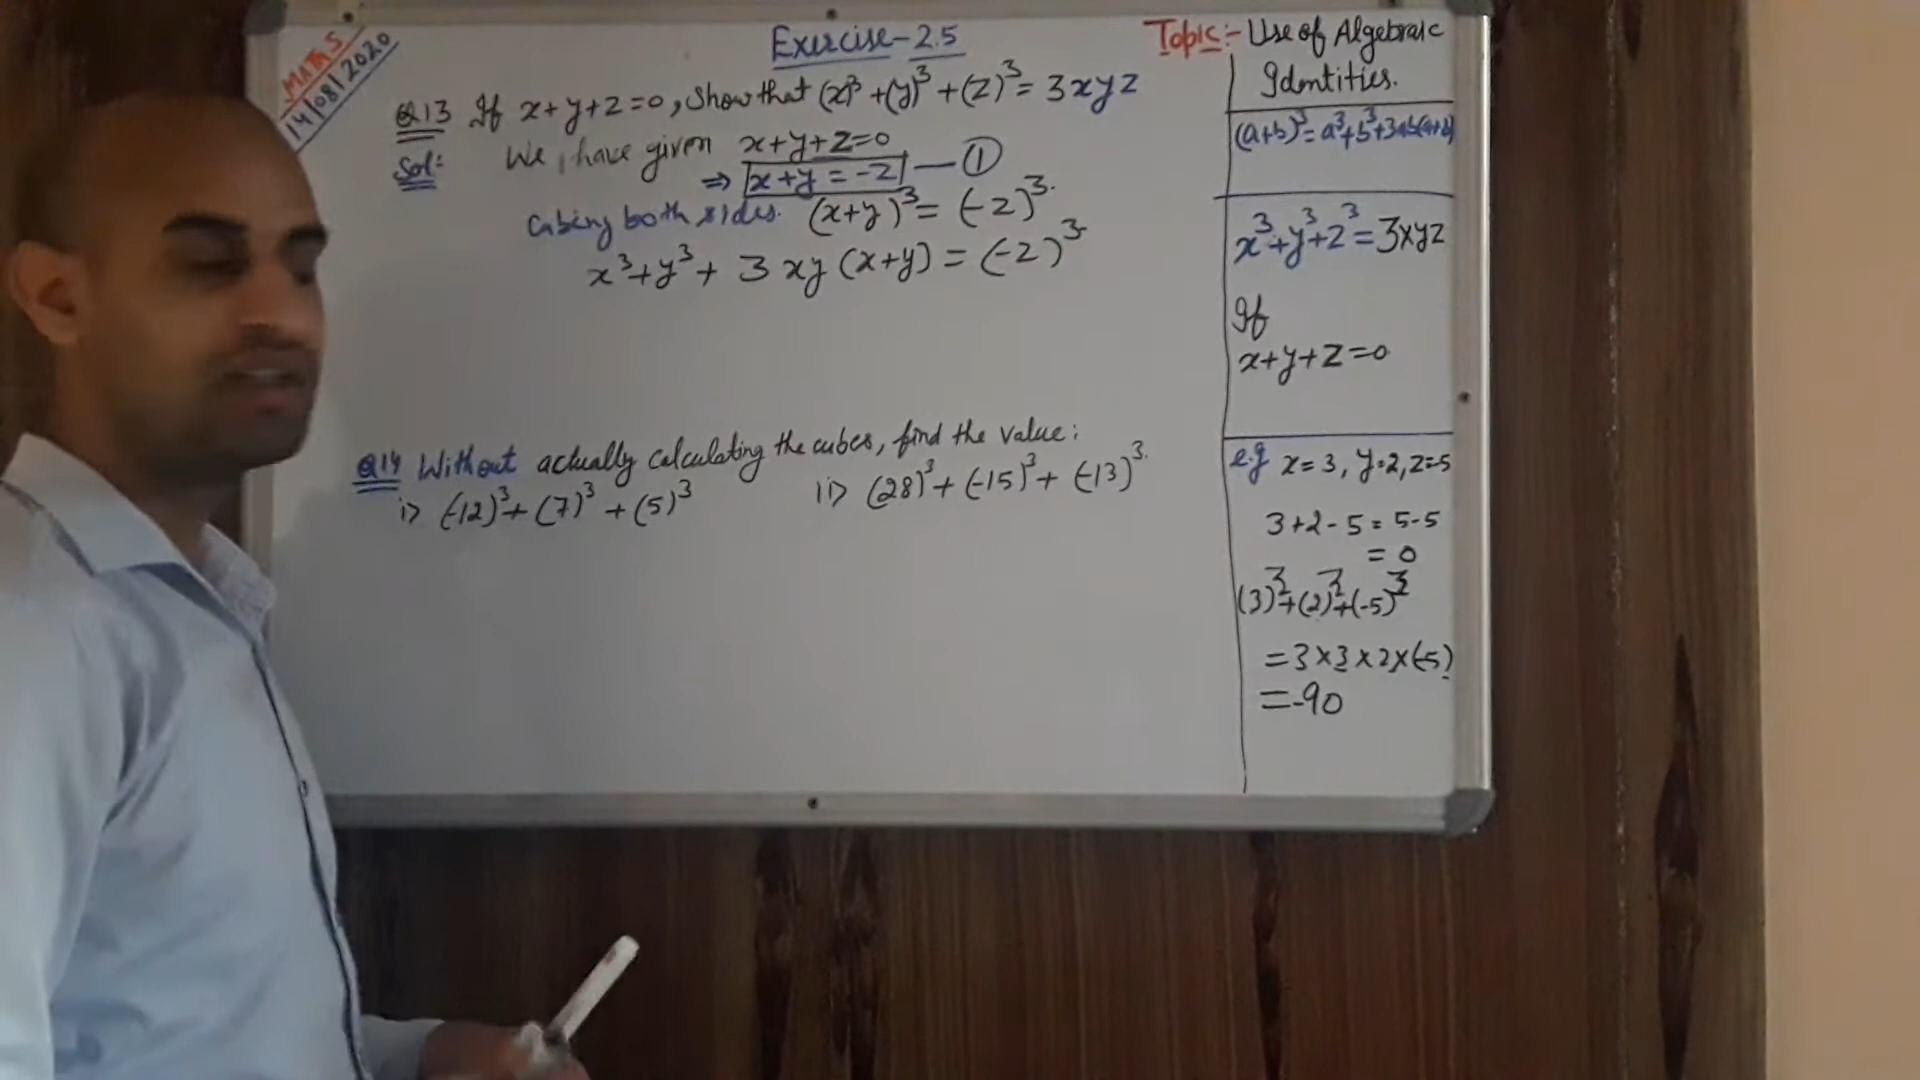 MATHS
14/08/2020
Exercise-2.5
Topic:- Use of Algebraic
Identities.
Q13 If x+y+z=0, Show that (x)³+(y)³+(z)³=3xyz
Sol: We have given x+y+z=0
⇒ x+y=-z —①
Cubing both sides. (x+y)³=(-z)³
x³+y³+3xy(x+y)=(-z)³
Q14 Without actually calculating the cubes, find the value:
i> (-12)³+(7)³+(5)³ ii> (28)³+(-15)³+(-13)³
(a+b)³=a³+b³+3ab(a+b)
x³+y³+z³=3xyz
If
x+y+z=0
e.g x=3, y=2, z=-5
3+2-5=5-5
=0
(3)³+(2)³+(-5)³
=3×3×2×(-5)
=-90